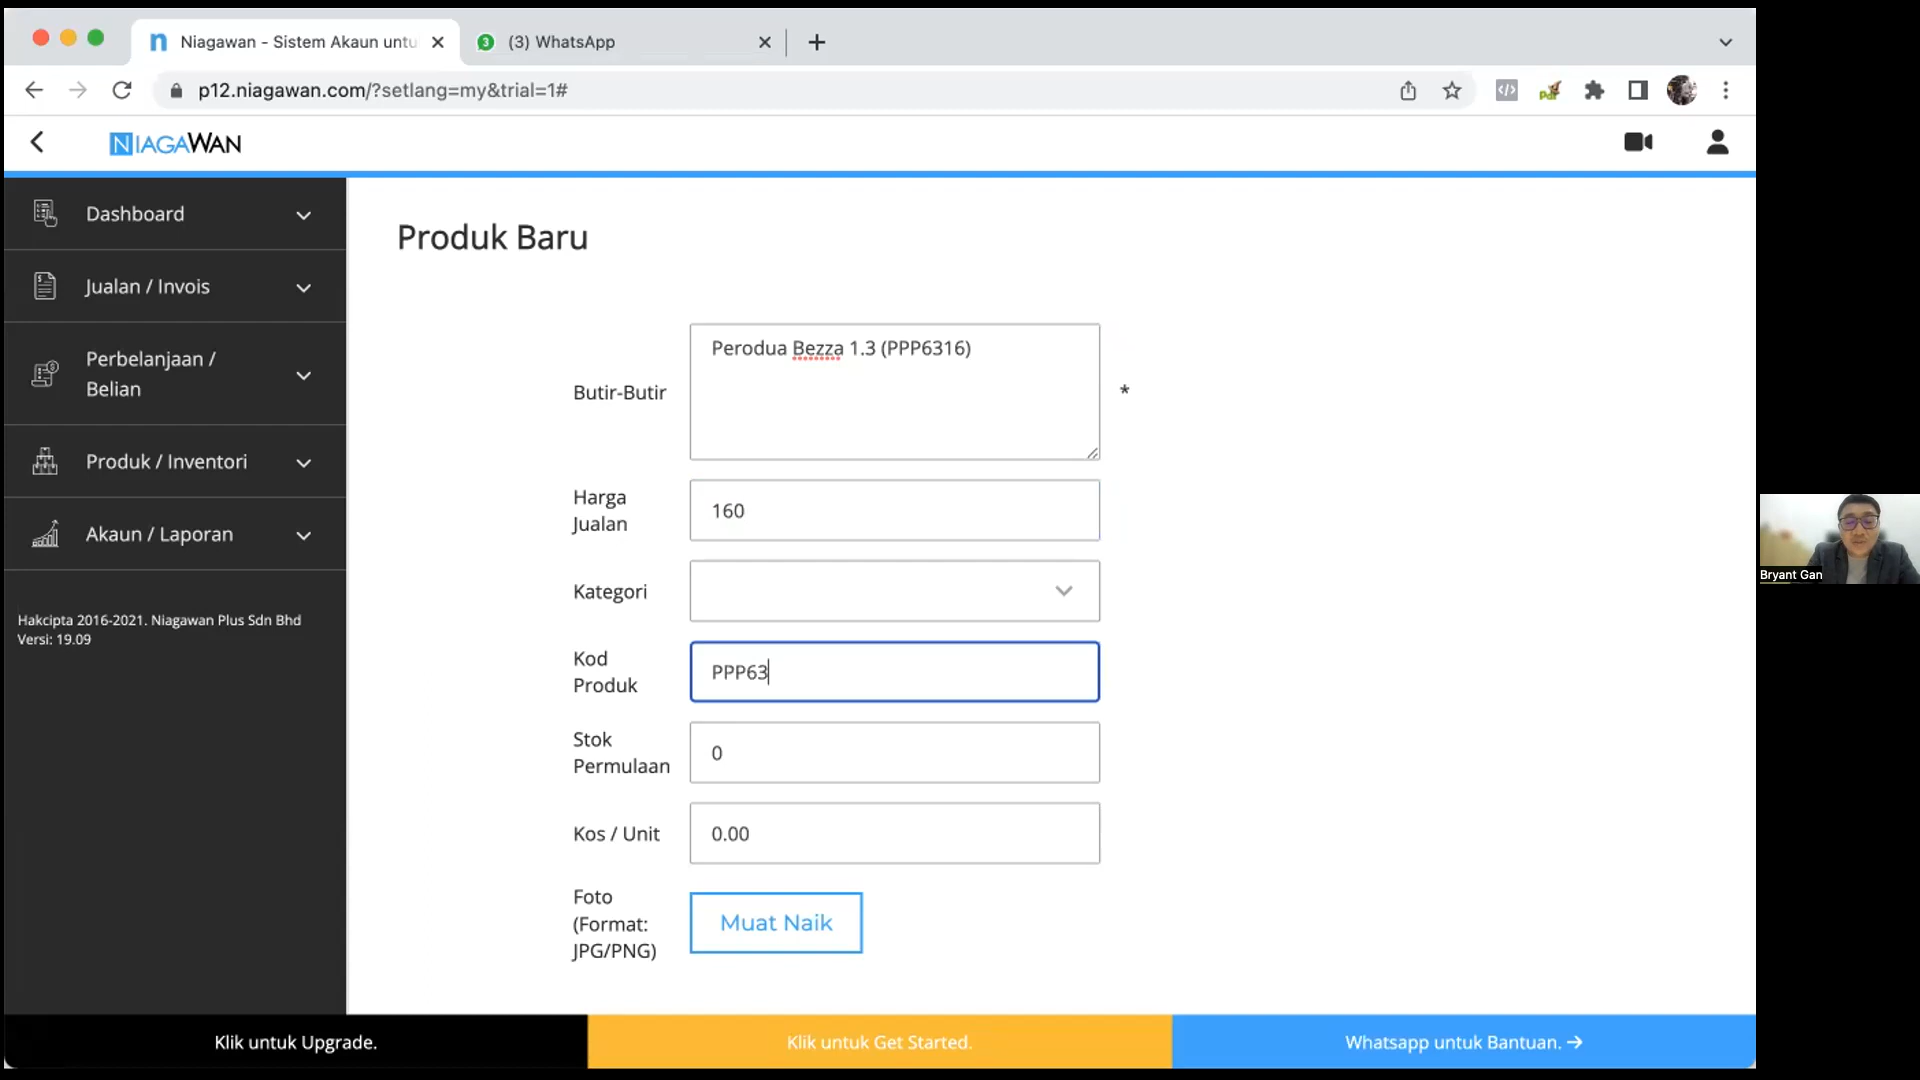 Niagawan - Sistem Akaun untu
3
(3) WhatsApp
p12.niagawan.com/?setlang=my&trial=1#
NIAGAWAN
Dashboard
Jualan / Invois
Perbelanjaan /
Belian
Produk / Inventori
Akaun / Laporan
Hakcipta 2016-2021. Niagawan Plus Sdn Bhd
Versi: 19.09
Produk Baru
Butir-Butir
Perodua Bezza 1.3 (PPP6316)
*
Harga
Jualan
160
Kategori
Kod
Produk
PPP63
Stok
Permulaan
0
Kos / Unit
0.00
Foto
(Format:
JPG/PNG)
Muat Naik
Klik untuk Upgrade.
Klik untuk Get Started.
Whatsapp untuk Bantuan. →
Bryant Gan